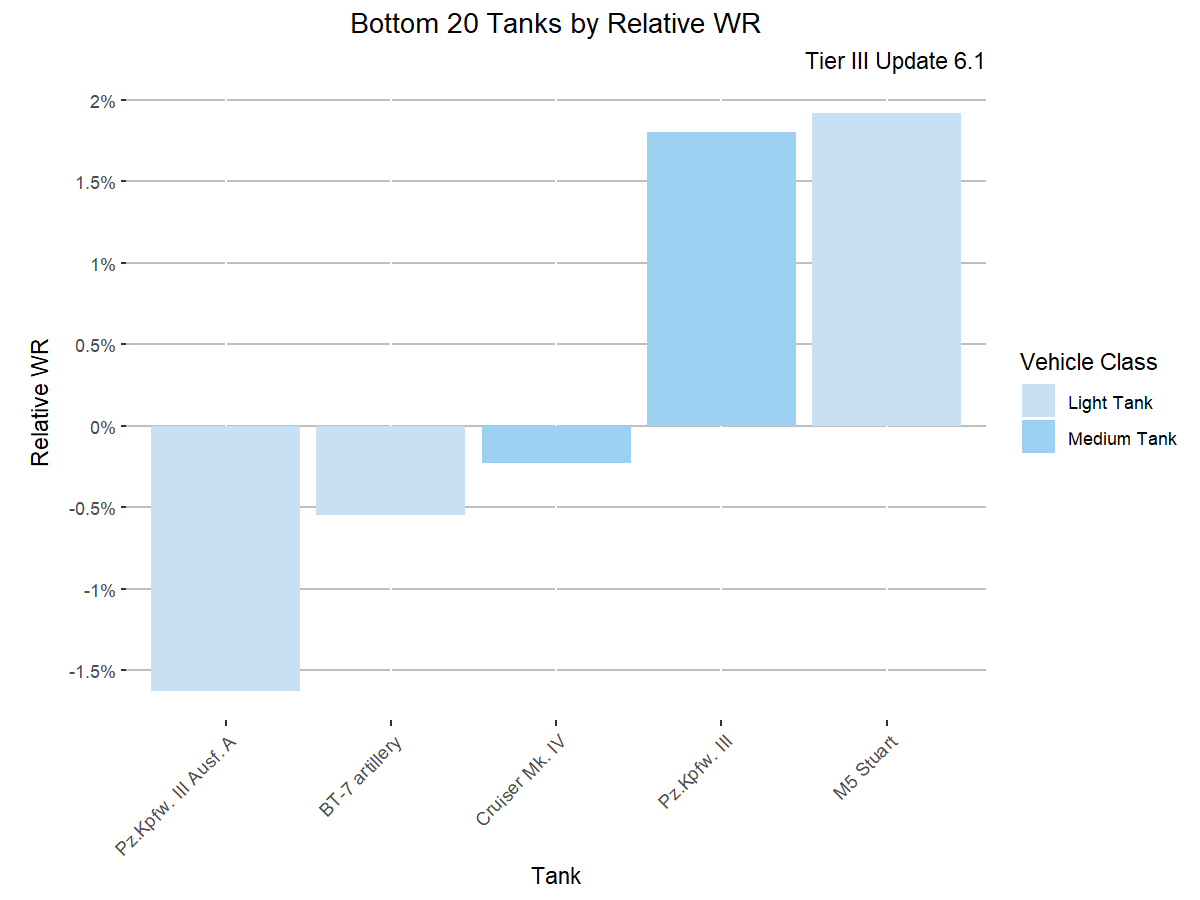 Bottom 20 Tanks by Relative WR
Tier III Update 6.1
2%
1.5%
1%
0.5%
0%
-0.5%
-1%
-1.5%
Relative WR
Pz.Kpfw. III Ausf. A
BT-7 artillery
Cruiser Mk. IV
Pz.Kpfw. III
M5 Stuart
Tank
Vehicle Class
Light Tank
Medium Tank